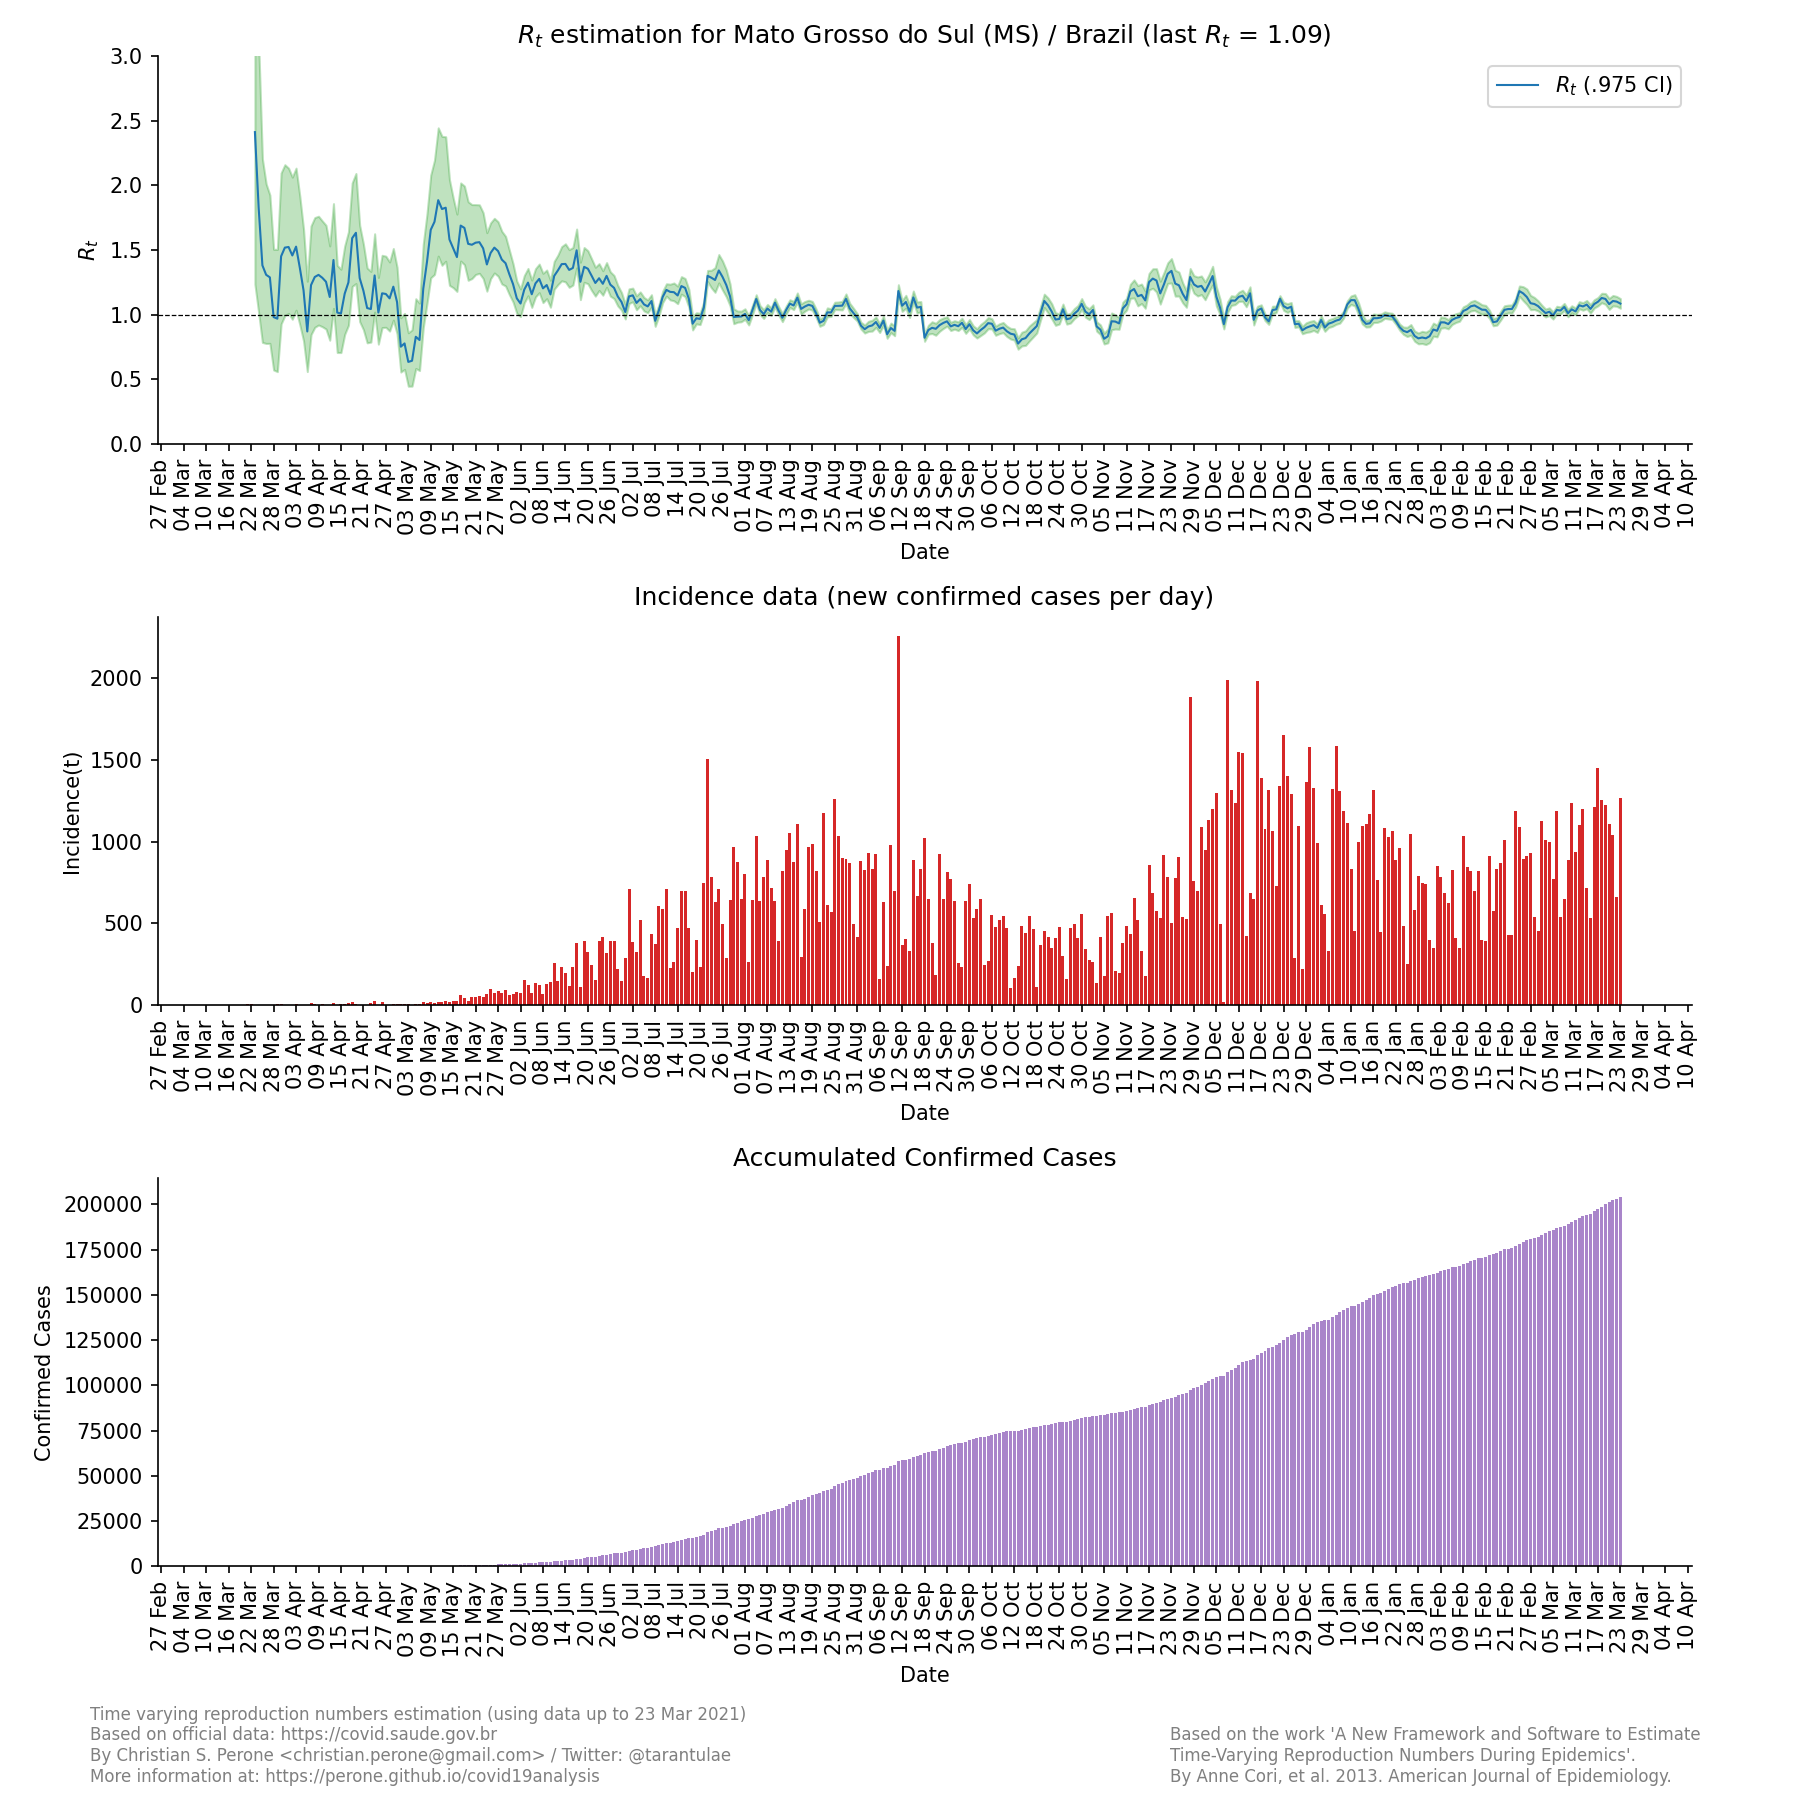 Rt estimation for Mato Grosso do Sul (MS) / Brazil (last Rt = 1.09)
3.0
2.5
2.0
1.5
1.0
0.5
0.0
Rt
Rt (.975 CI)
27 Feb 04 Mar 10 Mar 16 Mar 22 Mar 28 Mar 03 Apr 09 Apr 15 Apr 21 Apr 27 Apr 03 May 09 May 15 May 21 May 27 May 02 Jun 08 Jun 14 Jun 20 Jun 26 Jun 02 Jul 08 Jul 14 Jul 20 Jul 26 Jul 01 Aug 07 Aug 13 Aug 19 Aug 25 Aug 31 Aug 06 Sep 12 Sep 18 Sep 24 Sep 30 Sep 06 Oct 12 Oct 18 Oct 24 Oct 30 Oct 05 Nov 11 Nov 17 Nov 23 Nov 29 Nov 05 Dec 11 Dec 17 Dec 23 Dec 29 Dec 04 Jan 10 Jan 16 Jan 22 Jan 28 Jan 03 Feb 09 Feb 15 Feb 21 Feb 27 Feb 05 Mar 11 Mar 17 Mar 23 Mar 29 Mar 04 Apr 10 Apr
Date
Incidence data (new confirmed cases per day)
2000
1500
1000
500
0
Incidence(t)
27 Feb 04 Mar 10 Mar 16 Mar 22 Mar 28 Mar 03 Apr 09 Apr 15 Apr 21 Apr 27 Apr 03 May 09 May 15 May 21 May 27 May 02 Jun 08 Jun 14 Jun 20 Jun 26 Jun 02 Jul 08 Jul 14 Jul 20 Jul 26 Jul 01 Aug 07 Aug 13 Aug 19 Aug 25 Aug 31 Aug 06 Sep 12 Sep 18 Sep 24 Sep 30 Sep 06 Oct 12 Oct 18 Oct 24 Oct 30 Oct 05 Nov 11 Nov 17 Nov 23 Nov 29 Nov 05 Dec 11 Dec 17 Dec 23 Dec 29 Dec 04 Jan 10 Jan 16 Jan 22 Jan 28 Jan 03 Feb 09 Feb 15 Feb 21 Feb 27 Feb 05 Mar 11 Mar 17 Mar 23 Mar 29 Mar 04 Apr 10 Apr
Date
Accumulated Confirmed Cases
200000
175000
150000
125000
100000
75000
50000
25000
0
Confirmed Cases
27 Feb 04 Mar 10 Mar 16 Mar 22 Mar 28 Mar 03 Apr 09 Apr 15 Apr 21 Apr 27 Apr 03 May 09 May 15 May 21 May 27 May 02 Jun 08 Jun 14 Jun 20 Jun 26 Jun 02 Jul 08 Jul 14 Jul 20 Jul 26 Jul 01 Aug 07 Aug 13 Aug 19 Aug 25 Aug 31 Aug 06 Sep 12 Sep 18 Sep 24 Sep 30 Sep 06 Oct 12 Oct 18 Oct 24 Oct 30 Oct 05 Nov 11 Nov 17 Nov 23 Nov 29 Nov 05 Dec 11 Dec 17 Dec 23 Dec 29 Dec 04 Jan 10 Jan 16 Jan 22 Jan 28 Jan 03 Feb 09 Feb 15 Feb 21 Feb 27 Feb 05 Mar 11 Mar 17 Mar 23 Mar 29 Mar 04 Apr 10 Apr
Date
Time varying reproduction numbers estimation (using data up to 23 Mar 2021)
Based on official data: https://covid.saude.gov.br
By Christian S. Perone <christian.perone@gmail.com> / Twitter: @tarantulae
More information at: https://perone.github.io/covid19analysis
Based on the work 'A New Framework and Software to Estimate
Time-Varying Reproduction Numbers During Epidemics'.
By Anne Cori, et al. 2013. American Journal of Epidemiology.